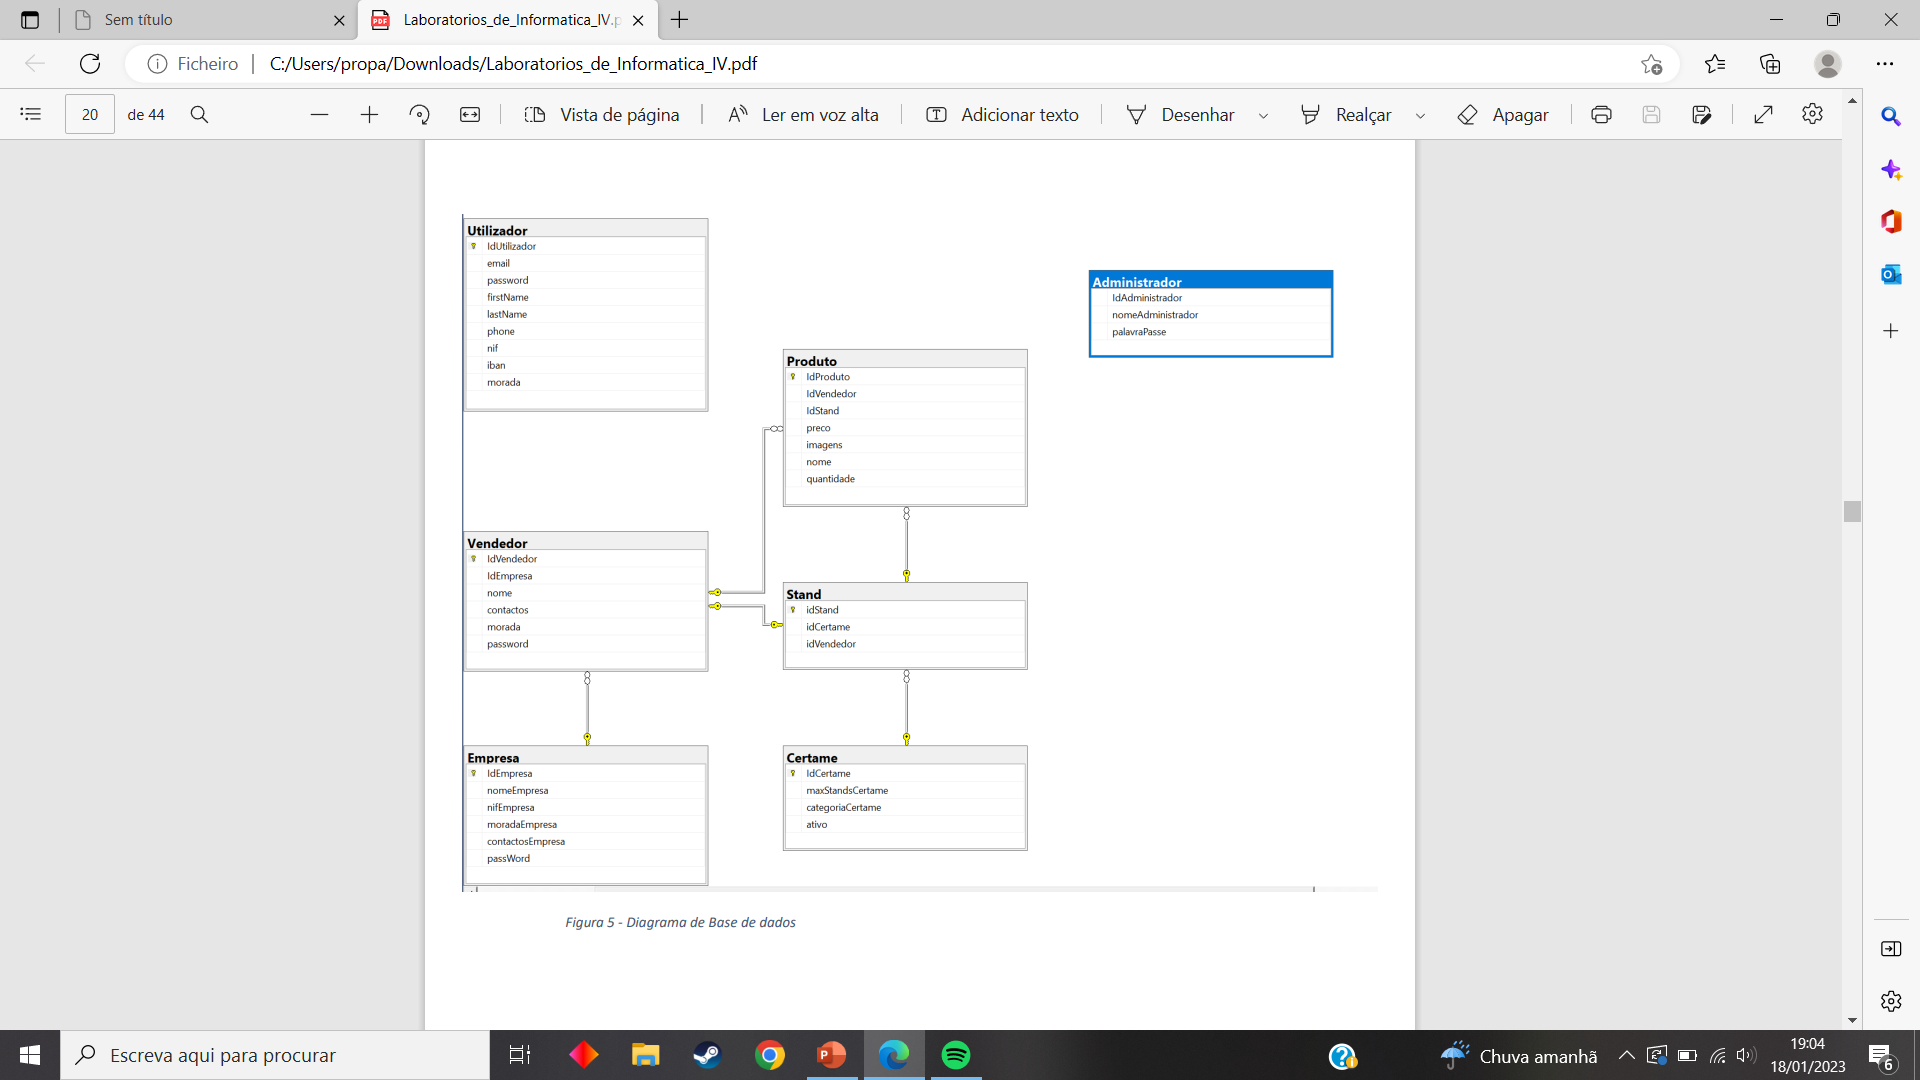 Sem título
Laboratorios_de_Informatica_IV.p
Ficheiro
C:/Users/propa/Downloads/Laboratorios_de_Informatica_IV.pdf
20 de 44
Vista de página
Ler em voz alta
Adicionar texto
Desenhar
Realçar
Apagar
Utilizador
IdUtilizador
email
password
firstName
lastName
phone
nif
iban
morada
Administrador
IdAdministrador
nomeAdministrador
palavraPasse
Produto
IdProduto
IdVendedor
IdStand
preco
imagens
nome
quantidade
Vendedor
IdVendedor
IdEmpresa
nome
contactos
morada
password
Stand
idStand
idCertame
idVendedor
Empresa
IdEmpresa
nomeEmpresa
nifEmpresa
moradaEmpresa
contactosEmpresa
passWord
Certame
IdCertame
maxStandsCertame
categoriaCertame
ativo
Figura 5 - Diagrama de Base de dados
Escreva aqui para procurar
Chuva amanhã
19:04
18/01/2023
6